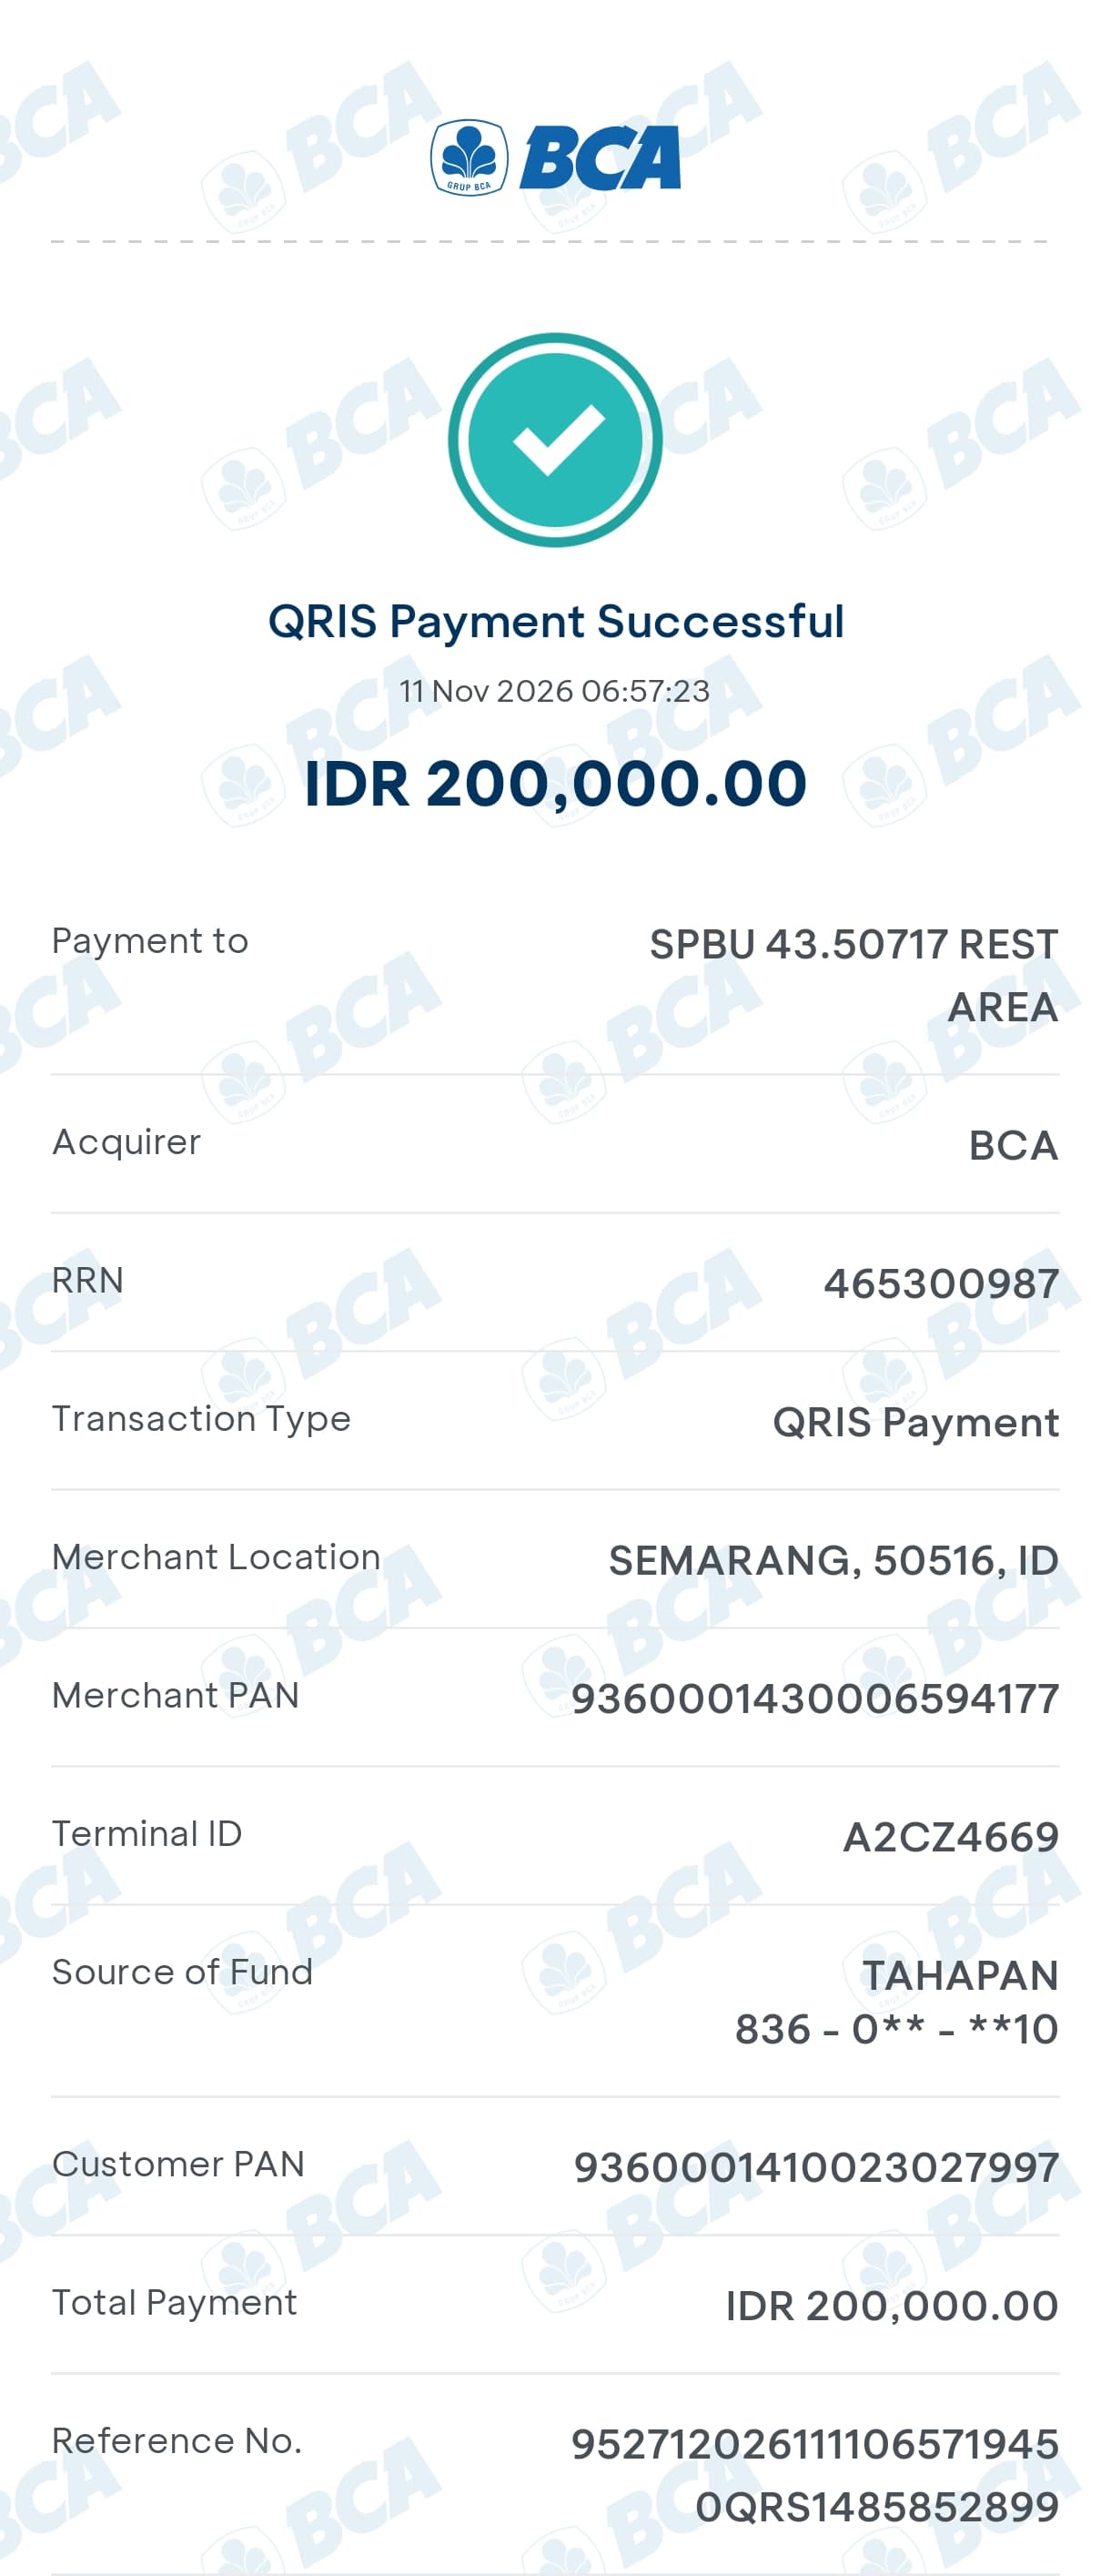 GRUP BCA
BCA
QRIS Payment Successful
11 Nov 2026 06:57:23
IDR 200,000.00
Payment to
SPBU 43.50717 REST
AREA
Acquirer
BCA
RRN
465300987
Transaction Type
QRIS Payment
Merchant Location
SEMARANG, 50516, ID
Merchant PAN
9360001430006594177
Terminal ID
A2CZ4669
Source of Fund
TAHAPAN
836 - 0** - **10
Customer PAN
9360001410023027997
Total Payment
IDR 200,000.00
Reference No.
952712026111106571945
0QRS1485852899